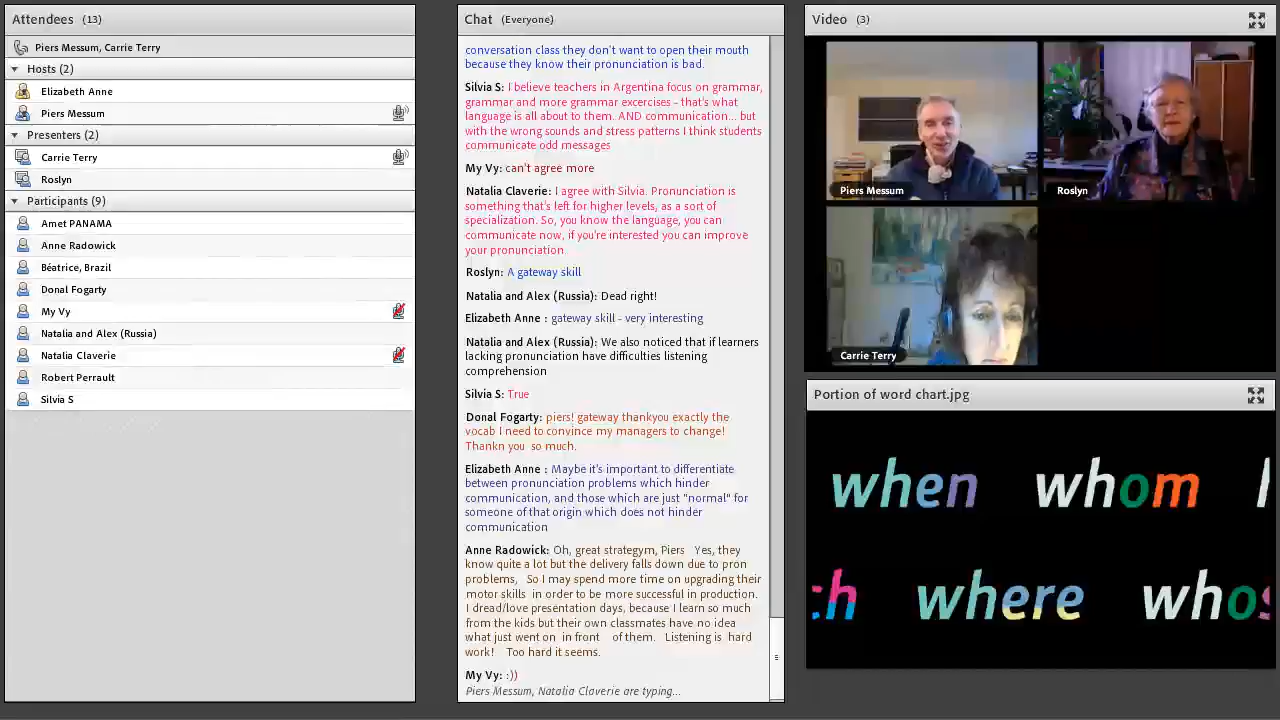 Attendees (13)
Piers Messum, Carrie Terry
Hosts (2)
Elizabeth Anne
Piers Messum
Presenters (2)
Carrie Terry
Roslyn
Participants (9)
Amet PANAMA
Anne Radowick
Béatrice, Brazil
Donal Fogarty
My Vy
Natalia and Alex (Russia)
Natalia Claverie
Robert Perrault
Silvia S
Chat (Everyone)
conversation class they don't want to open their mouth
because they know their pronunciation is bad.
Silvia S: I believe teachers in Argentina focus on grammar,
grammar and more grammar excercises - that's what
language is all about to them. AND communication... but
with the wrong sounds and stress patterns I think students
communicate odd messages
My Vy: can't agree more
Natalia Claverie: I agree with Silvia. Pronunciation is
something that's left for higher levels, as a sort of
specialization. So, you know the language, you can
communicate now, if you're interested you can improve
your pronunciation.
Roslyn: A gateway skill
Natalia and Alex (Russia): Dead right!
Elizabeth Anne : gateway skill - very interesting
Natalia and Alex (Russia): We also noticed that if learners
lacking pronunciation have difficulties listening
comprehension
Silvia S: True
Donal Fogarty: piers! gateway thankyou exactly the
vocab I need to convince my managers to change!
Thankn you so much.
Elizabeth Anne : Maybe it's important to differentiate
between pronunciation problems which hinder
communication, and those which are just "normal" for
someone of that origin which does not hinder
communication
Anne Radowick: Oh, great strategym, Piers Yes, they
know quite a lot but the delivery falls down due to pron
problems, So I may spend more time on upgrading their
motor skills in order to be more successful in production.
I dread/love presentation days, because I learn so much
from the kids but their own classmates have no idea
what just went on in front of them. Listening is hard
work! Too hard it seems.
My Vy: :))
Piers Messum, Natalia Claverie are typing...
Video (3)
Piers Messum
Roslyn
Carrie Terry
Portion of word chart.jpg
when whom
ch where whos